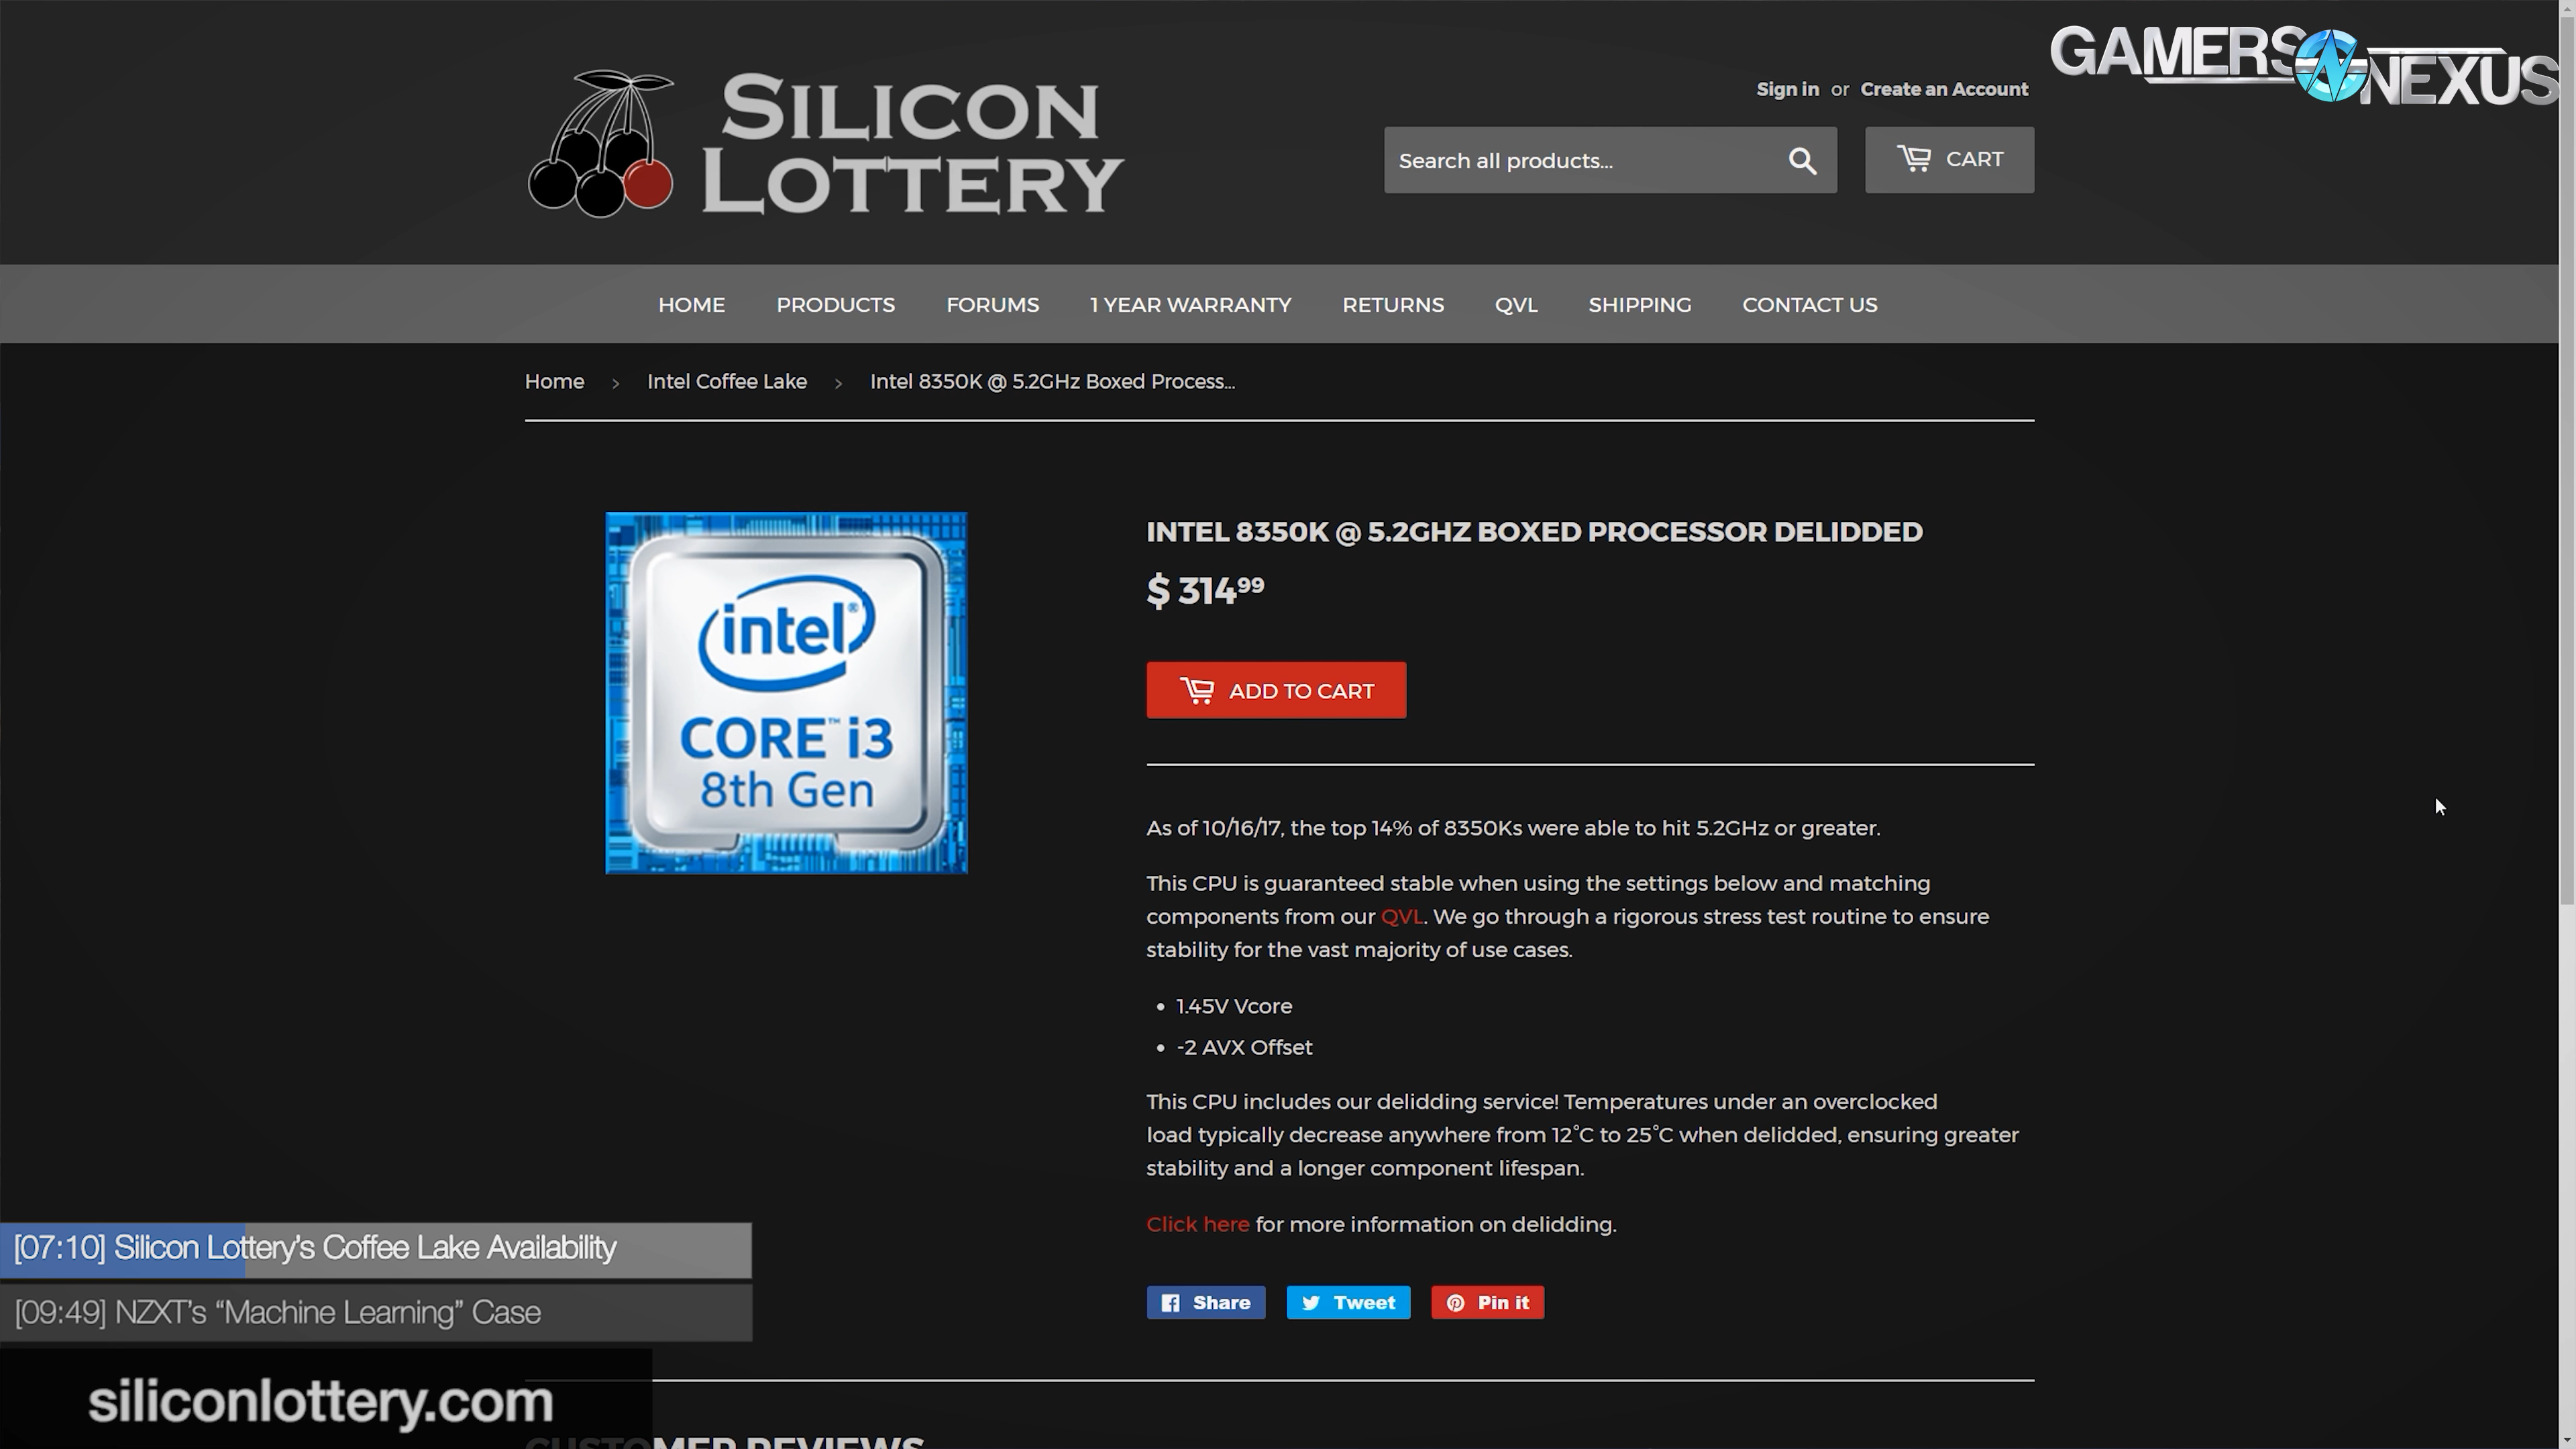 GAMERS NEXUS
SILICON
LOTTERY
Sign in or Create an Account
Search all products...
CART
HOME PRODUCTS FORUMS 1 YEAR WARRANTY RETURNS QVL SHIPPING CONTACT US
Home › Intel Coffee Lake › Intel 8350K @ 5.2GHz Boxed Process...
intel®
CORE™ i3
8th Gen
INTEL 8350K @ 5.2GHZ BOXED PROCESSOR DELIDDED
$ 314 99
ADD TO CART
As of 10/16/17, the top 14% of 8350Ks were able to hit 5.2GHz or greater.
This CPU is guaranteed stable when using the settings below and matching
components from our QVL. We go through a rigorous stress test routine to ensure
stability for the vast majority of use cases.
• 1.45V Vcore
• -2 AVX Offset
This CPU includes our delidding service! Temperatures under an overclocked
load typically decrease anywhere from 12°C to 25°C when delidded, ensuring greater
stability and a longer component lifespan.
Click here for more information on delidding.
Share Tweet Pin it
[07:10] Silicon Lottery's Coffee Lake Availability
[09:49] NZXT's “Machine Learning” Case
siliconlottery.com
CUSTOMER REVIEWS